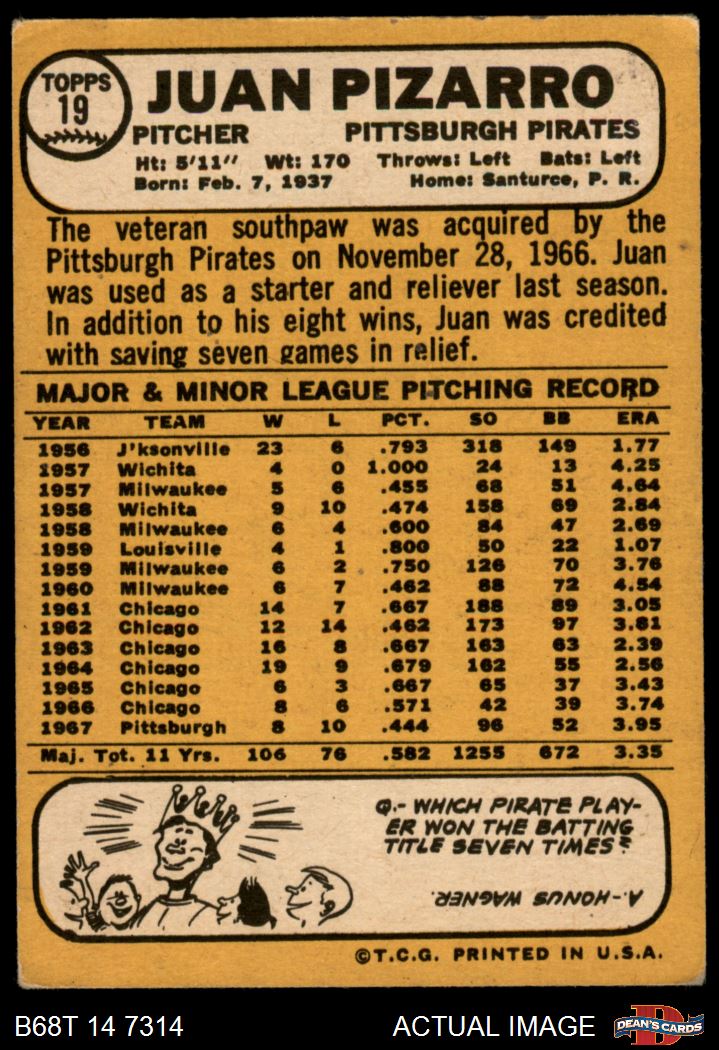 TOPPS
19
JUAN PIZARRO
PITCHER PITTSBURGH PIRATES
Ht: 5'11" Wt: 170 Throws: Left Bats: Left
Born: Feb. 7, 1937 Home: Santurce, P. R.
The veteran southpaw was acquired by the
Pittsburgh Pirates on November 28, 1966. Juan
was used as a starter and reliever last season.
In addition to his eight wins, Juan was credited
with saving seven games in relief.
MAJOR & MINOR LEAGUE PITCHING RECORD
YEAR TEAM W L PCT. SO BB ERA
1956 J'ksonville 23 6 .793 318 149 1.77
1957 Wichita 4 0 1.000 24 13 4.25
1957 Milwaukee 5 6 .455 68 51 4.64
1958 Wichita 9 10 .474 158 69 2.84
1958 Milwaukee 6 4 .600 84 47 2.69
1959 Louisville 4 1 .800 50 22 1.07
1959 Milwaukee 6 2 .750 126 70 3.76
1960 Milwaukee 6 7 .462 88 72 4.54
1961 Chicago 14 7 .667 188 89 3.05
1962 Chicago 12 14 .462 173 97 3.81
1963 Chicago 16 8 .667 163 63 2.39
1964 Chicago 19 9 .679 162 55 2.56
1965 Chicago 6 3 .667 65 37 3.43
1966 Chicago 8 6 .571 42 39 3.74
1967 Pittsburgh 8 10 .444 96 52 3.95
Maj. Tot. 11 Yrs. 106 76 .582 1255 672 3.35
Q.- WHICH PIRATE PLAY-
ER WON THE BATTING
TITLE SEVEN TIMES?
A.-HONUS WAGNER.
©T.C.G. PRINTED IN U.S.A.
B68T 14 7314 ACTUAL IMAGE
DEAN'S CARDS